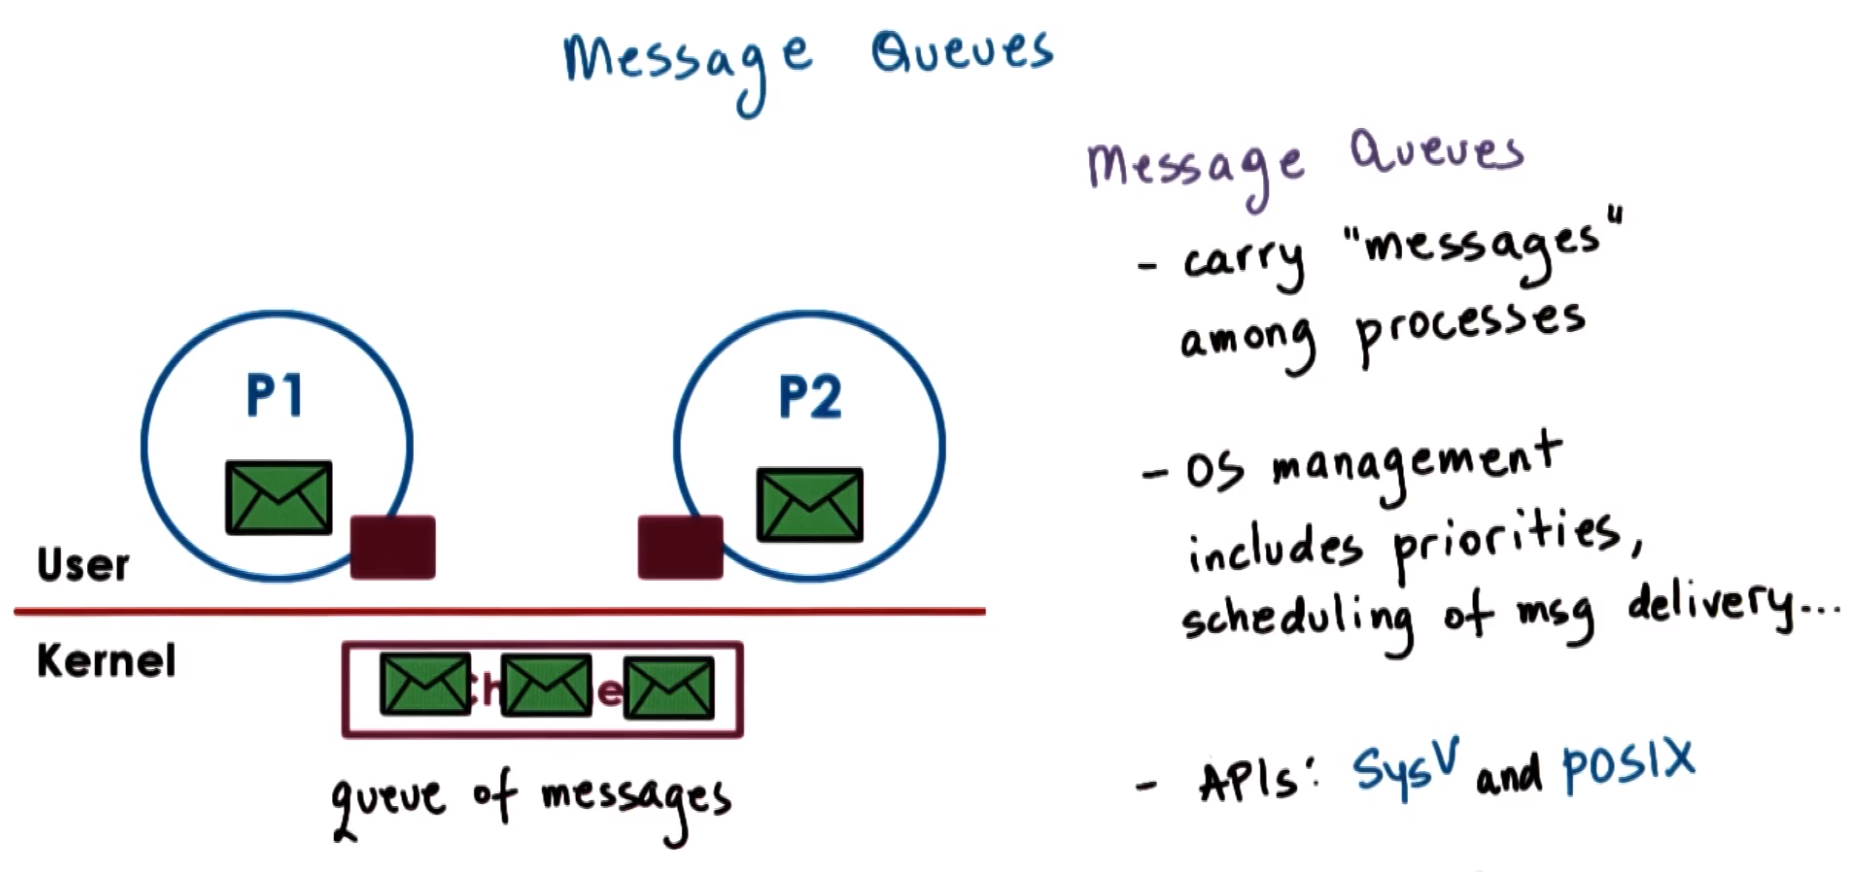 Message Queues
Message Queues
- carry "messages"
among processes
- OS management
includes priorities,
scheduling of msg delivery...
- APIs: SysV and POSIX
P1
P2
User
Kernel
queue of messages